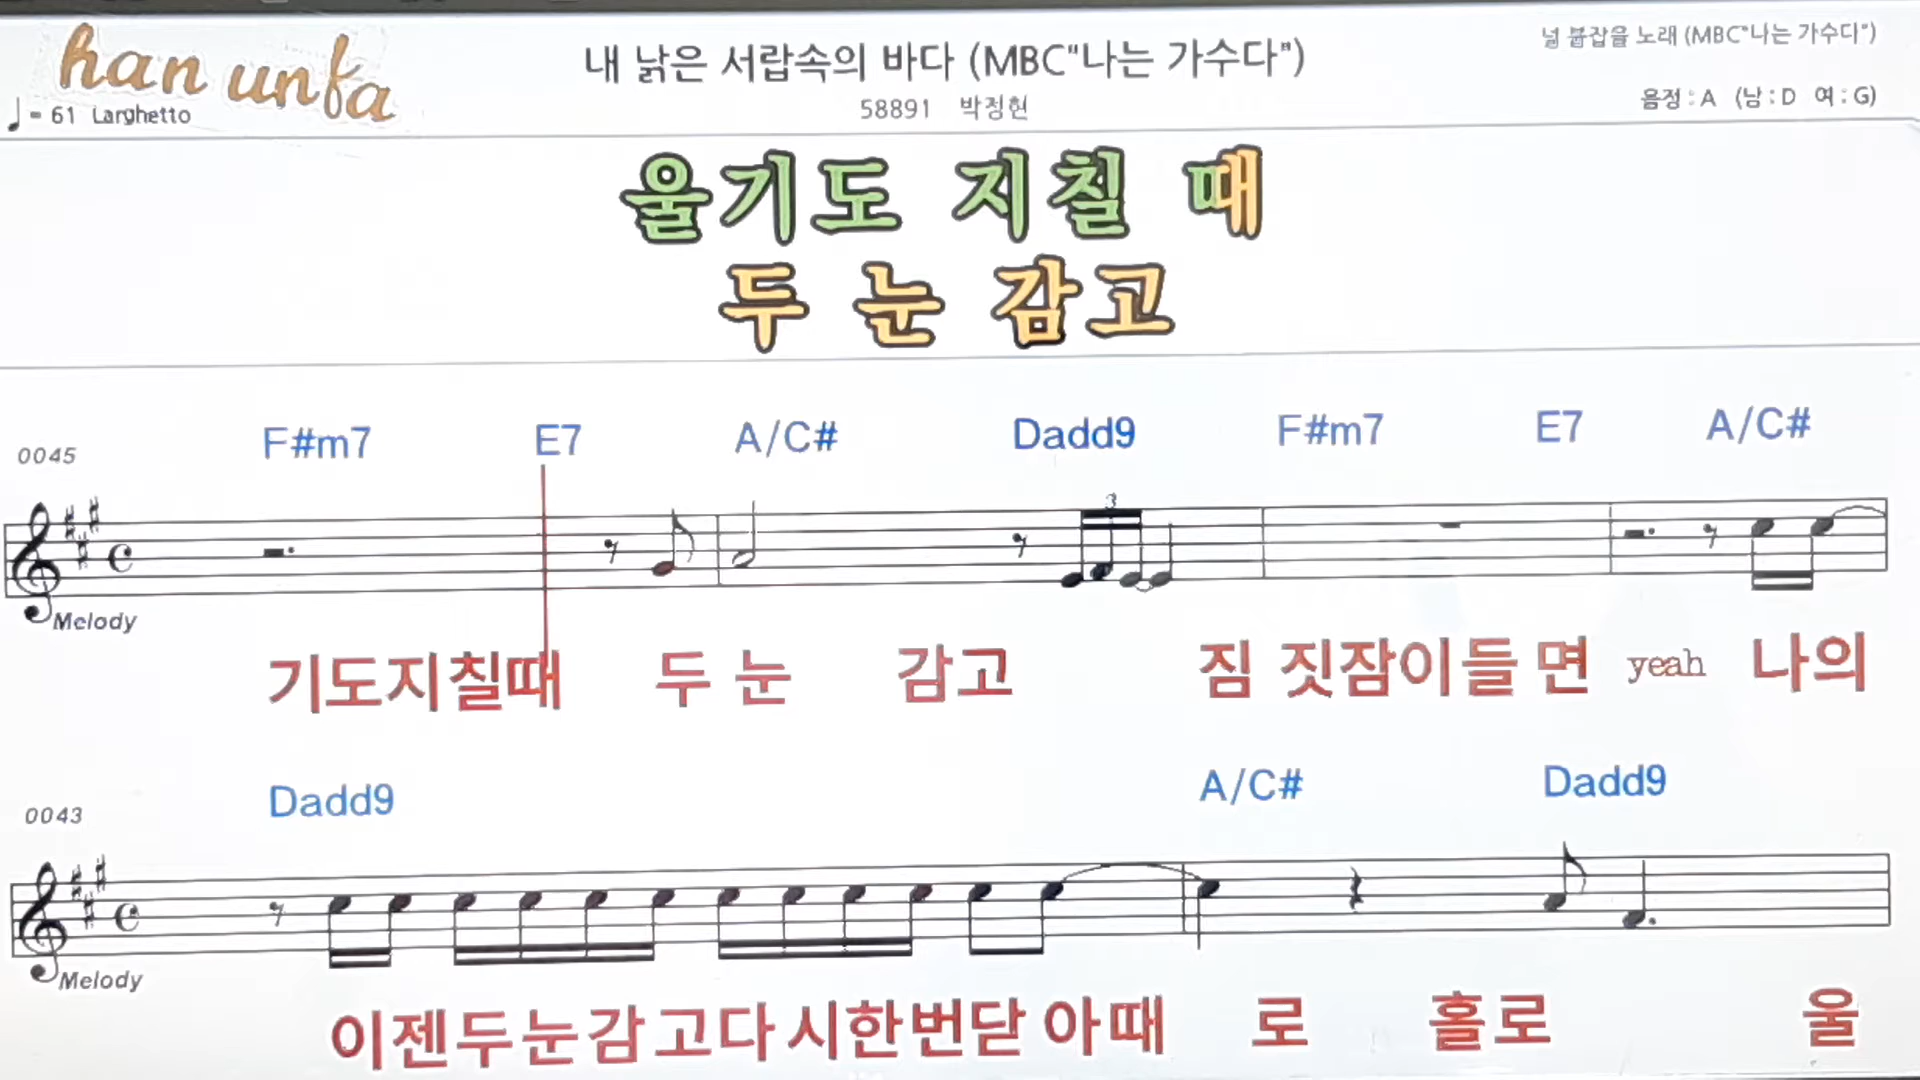 han unfa
내 낡은 서랍속의 바다 (MBC"나는 가수다")
널 붙잡을 노래 (MBC"나는 가수다")
♩= 61 Larghetto
58891 박정현
음정 : A (남 : D 여 : G)
울기도 지칠 때
두 눈 감고
F#m7 E7 A/C# Dadd9 F#m7 E7 A/C#
0045
3
Melody
기도지칠때 두 눈 감고 짐 짓잠이들 면 yeah 나의
Dadd9 A/C# Dadd9
0043
Melody
이젠두눈감고다시한번닫 아때 로 홀로 울